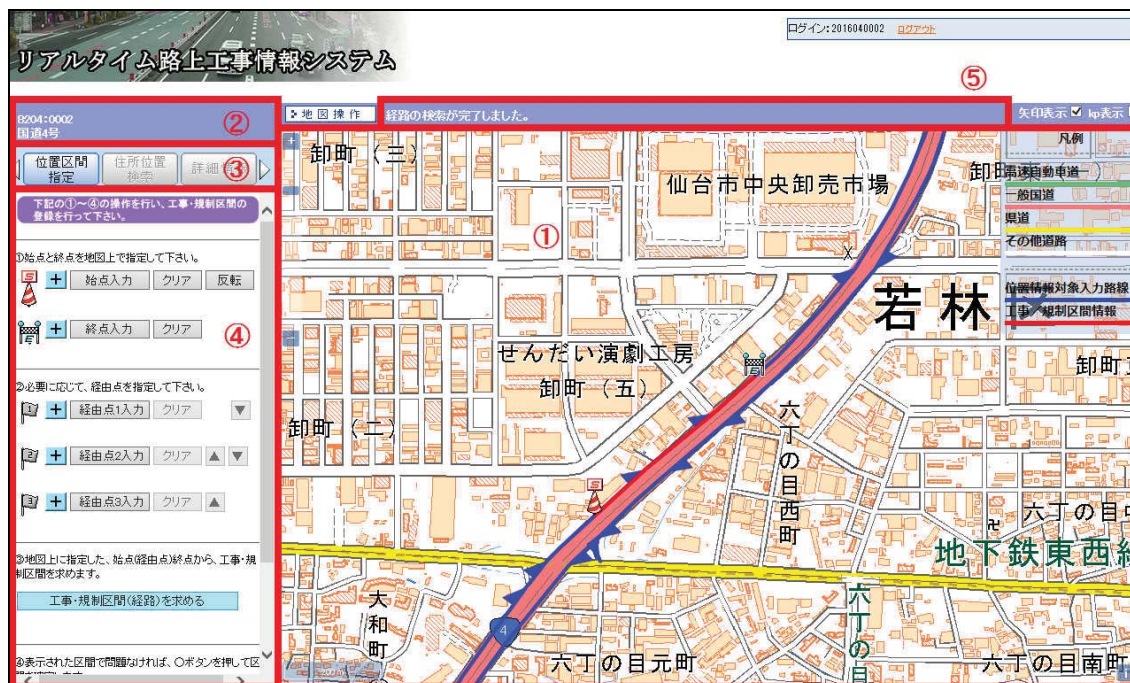 リアルタイム路上工事情報システム
ログイン:2016040002 ログアウト
⑤
8204:0002
国道4号
②
地図操作
経路の検索が完了しました。
矢印表示 kp表示
位置区間
指定
住所位置
検索
詳細
③
下記の①~④の操作を行い、工事・規制区間の
登録を行って下さい。
①始点と終点を地図上で指定して下さい。
S
+ 始点入力 クリア 反転
E
+ 終点入力 クリア
④
②必要に応じて、経由点を指定して下さい。
1 + 経由点1入力 クリア ▼
2 + 経由点2入力 クリア ▲ ▼
3 + 経由点3入力 クリア ▲
③地図上に指定した、始点(経由点)終点から、工事・規
制区間を求めます。
工事・規制区間(経路)を求める
④表示された区間で問題なければ、○ボタンを押して区
卸町(三)
仙台市中央卸売市場
卸町東
①
凡例
高速自動車道
一般国道
県道
その他道路
位置情報対象入力路線
工事/規制区間情報
若林区
せんだい演劇工房
卸町(五)
卸町(二)
卸町
E
S
六丁の目西町
六丁の目中
地下鉄東西線
大和町
4
六丁の目元町
六丁の目
六丁の目南町